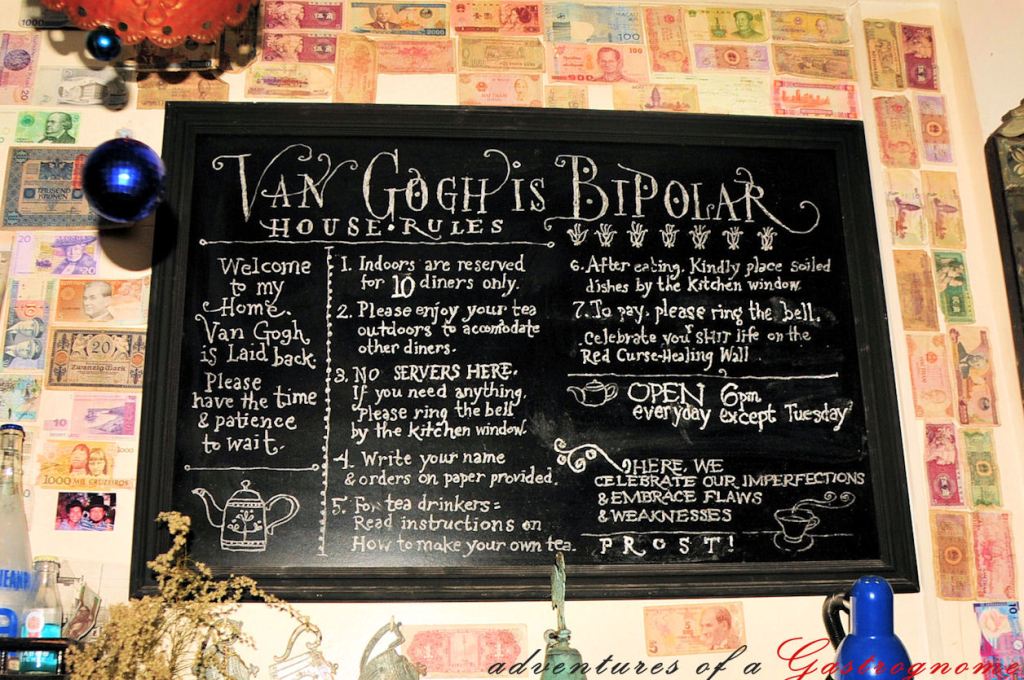 VAN GOGH IS BIPOLAR
HOUSE RULES
Welcome
to my
Home.
Van Gogh
is Laid back.
Please
have the time
& patience
to wait.
1. Indoors are reserved
for 10 diners only.
2. Please enjoy your tea
outdoors to accomodate
other diners.
3. NO SERVERS HERE.
If you need anything,
please ring the bell
by the kitchen window.
4. Write your name
& orders on paper provided.
5. For tea drinkers:
Read instructions on
How to make your own tea.
6. After eating, Kindly place soiled
dishes by the Kitchen window.
7. To pay, please ring the bell.
Celebrate your SHIT life on the
Red Curse-Healing Wall
OPEN 6pm
everyday except Tuesday
HERE, WE
CELEBRATE OUR IMPERFECTIONS
& EMBRACE FLAWS
& WEAKNESSES
PROST!
adventures of a Gastrognome